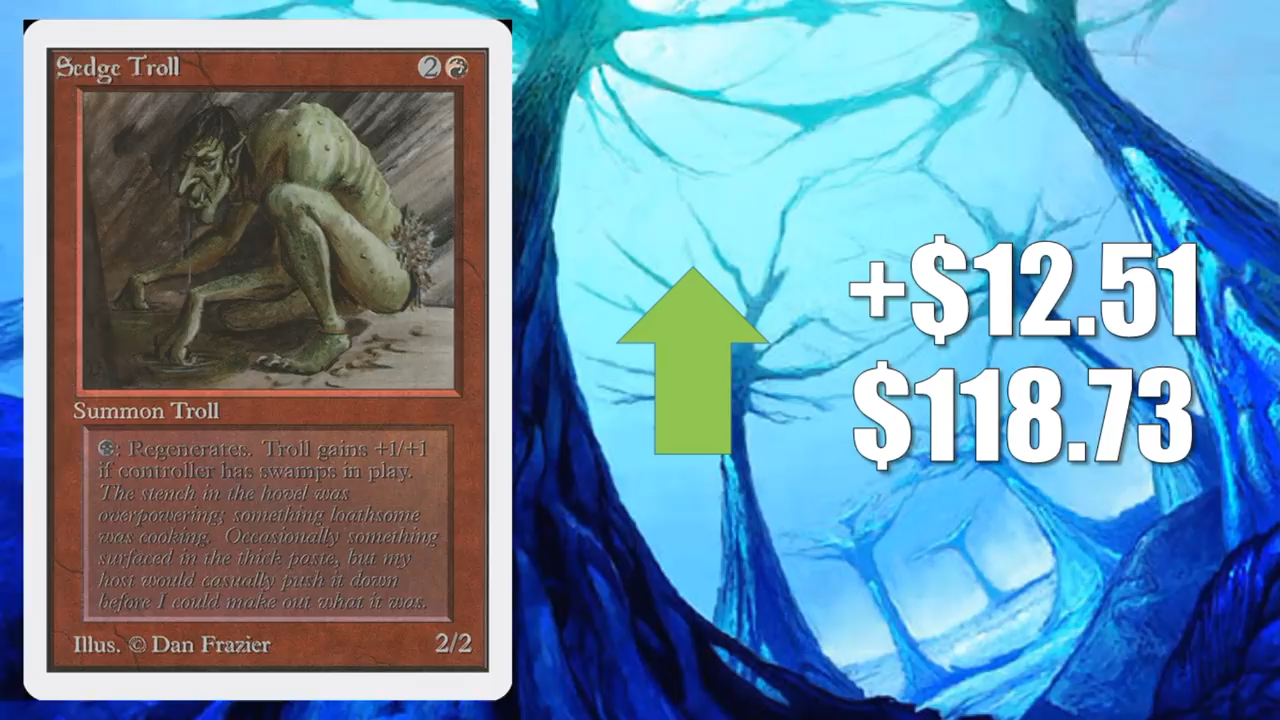 Sedge Troll 2
Summon Troll
: Regenerates. Troll gains +1/+1
if controller has swamps in play.
The stench in the hovel was
overpowering; something loathsome
was cooking. Occasionally something
surfaced in the thick paste, but my
host would casually push it down
before I could make out what it was.
Illus. © Dan Frazier 2/2
+$12.51
$118.73